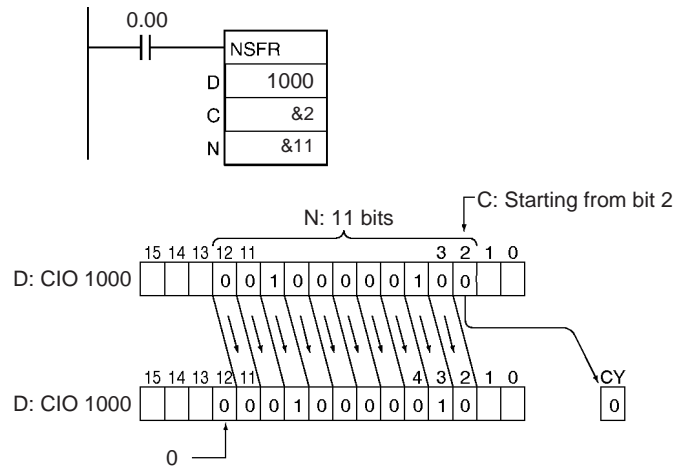 0.00
NSFR
D 1000
C &2
N &11
C: Starting from bit 2
N: 11 bits
15 14 13 12 11 3 2 1 0
D: CIO 1000 0 0 1 0 0 0 0 0 1 0 0
15 14 13 12 11 4 3 2 1 0 CY
D: CIO 1000 0 0 0 1 0 0 0 0 0 1 0 0
0